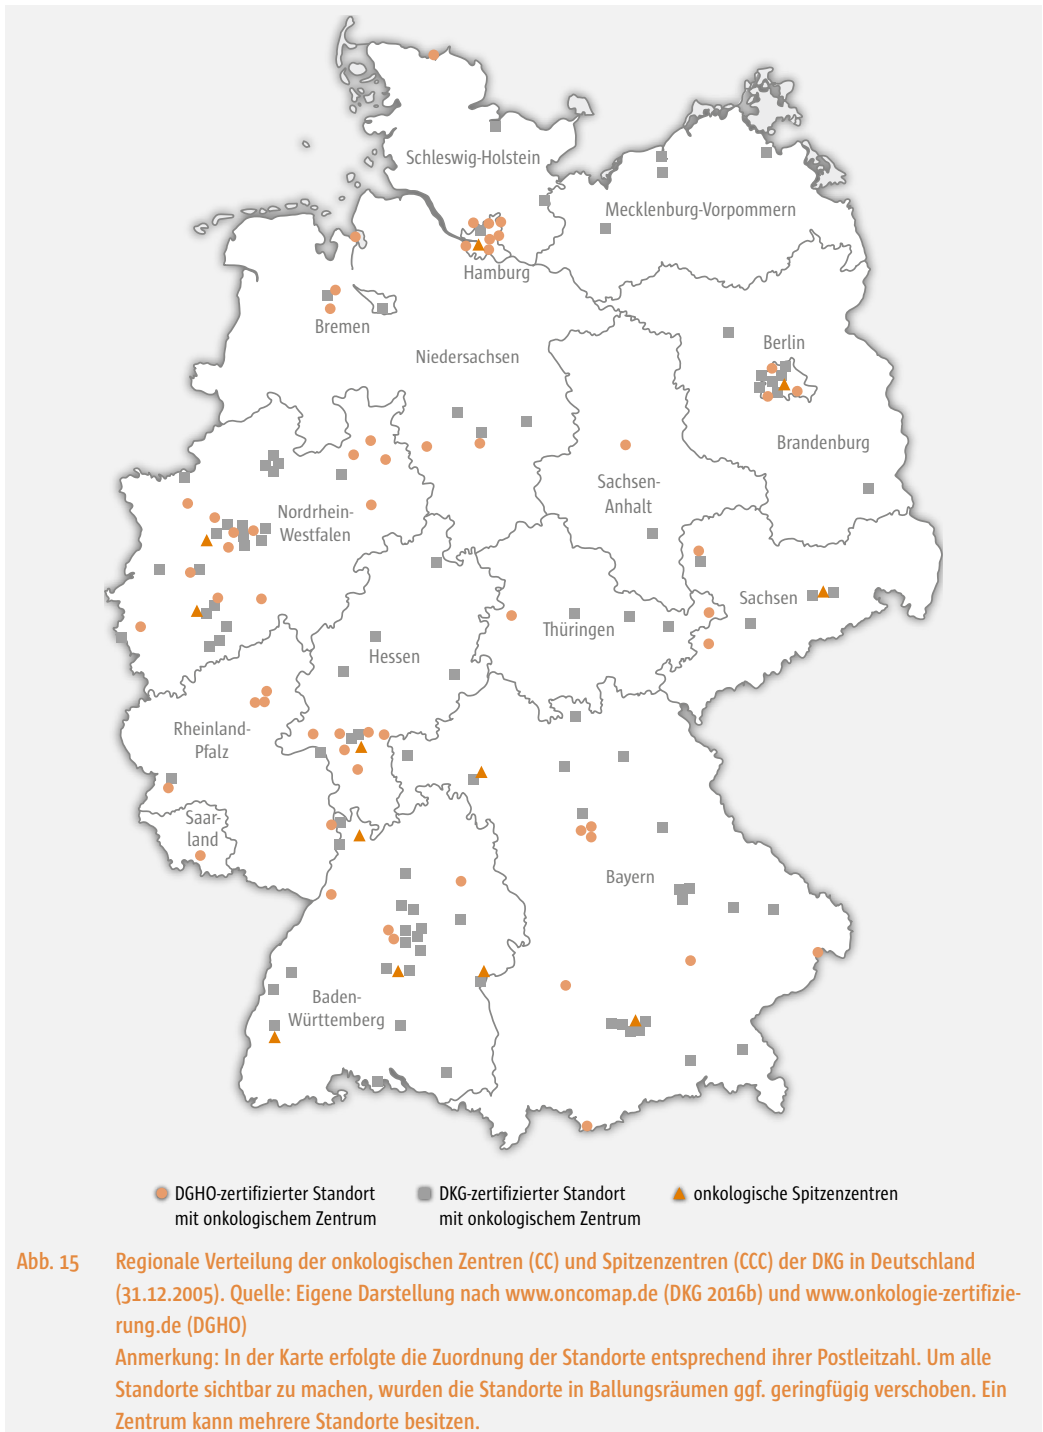 Schleswig-Holstein
Mecklenburg-Vorpommern
Hamburg
Bremen
Niedersachsen
Berlin
Brandenburg
Sachsen-
Anhalt
Nordrhein-
Westfalen
Sachsen
Thüringen
Hessen
Rheinland-
Pfalz
Saar-
land
Bayern
Baden-
Württemberg
DGHO-zertifizierter Standort
mit onkologischem Zentrum
DKG-zertifizierter Standort
mit onkologischem Zentrum
onkologische Spitzenzentren
Abb. 15 Regionale Verteilung der onkologischen Zentren (CC) und Spitzenzentren (CCC) der DKG in Deutschland
(31.12.2005). Quelle: Eigene Darstellung nach www.oncomap.de (DKG 2016b) und www.onkologie-zertifizie-
rung.de (DGHO)
Anmerkung: In der Karte erfolgte die Zuordnung der Standorte entsprechend ihrer Postleitzahl. Um alle
Standorte sichtbar zu machen, wurden die Standorte in Ballungsräumen ggf. geringfügig verschoben. Ein
Zentrum kann mehrere Standorte besitzen.